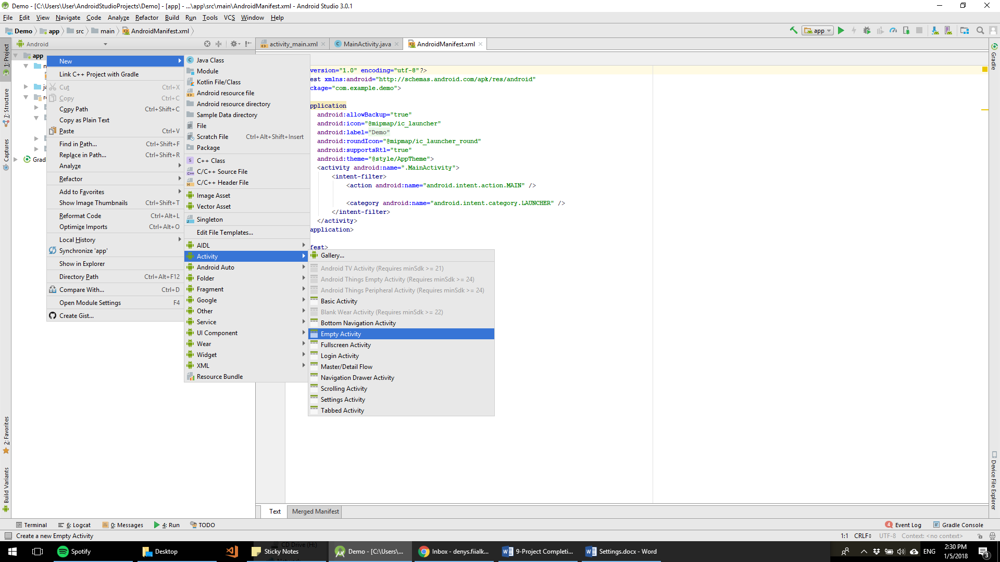 Demo - [C:\Users\User\AndroidStudioProjects\Demo] - [app] - ...\app\src\main\AndroidManifest.xml - Android Studio 3.0.1
File Edit View Navigate Code Analyze Refactor Build Run Tools VCS Window Help
Demo app src main AndroidManifest.xml
app
Android
activity_main.xml MainActivity.java AndroidManifest.xml
1: Project
7: Structure
Captures
2: Favorites
Build Variants
app
Grad
New
Link C++ Project with Gradle
Cut Ctrl+X
Copy Ctrl+C
Copy Path Ctrl+Shift+C
Copy as Plain Text
Paste Ctrl+V
Find in Path... Ctrl+Shift+F
Replace in Path... Ctrl+Shift+R
Analyze
Refactor
Add to Favorites
Show Image Thumbnails Ctrl+Shift+T
Reformat Code Ctrl+Alt+L
Optimize Imports Ctrl+Alt+O
Local History
Synchronize 'app'
Show in Explorer
Directory Path Ctrl+Alt+F12
Compare With... Ctrl+D
Open Module Settings F4
Create Gist...
Java Class
Module
Kotlin File/Class
Android resource file
Android resource directory
Sample Data directory
File
Scratch File Ctrl+Alt+Shift+Insert
Package
C++ Class
C/C++ Source File
C/C++ Header File
Image Asset
Vector Asset
Singleton
Edit File Templates...
AIDL
Activity
Android Auto
Folder
Fragment
Google
Other
Service
UI Component
Wear
Widget
XML
Resource Bundle
Gallery...
Android TV Activity (Requires minSdk >= 21)
Android Things Empty Activity (Requires minSdk >= 24)
Android Things Peripheral Activity (Requires minSdk >= 24)
Basic Activity
Blank Wear Activity (Requires minSdk >= 22)
Bottom Navigation Activity
Empty Activity
Fullscreen Activity
Login Activity
Master/Detail Flow
Navigation Drawer Activity
Scrolling Activity
Settings Activity
Tabbed Activity
version="1.0" encoding="utf-8"?>
est xmlns:android="http://schemas.android.com/apk/res/android"
ckage="com.example.demo">
pplication
android:allowBackup="true"
android:icon="@mipmap/ic_launcher"
android:label="Demo"
android:roundIcon="@mipmap/ic_launcher_round"
android:supportsRtl="true"
android:theme="@style/AppTheme">
<activity android:name=".MainActivity">
<intent-filter>
<action android:name="android.intent.action.MAIN" />
<category android:name="android.intent.category.LAUNCHER" />
</intent-filter>
</activity>
application>
fest>
Gradle
Device File Explorer
Text Merged Manifest
Terminal 6: Logcat 0: Messages 4: Run TODO
4 Event Log Gradle Console
Create a new Empty Activity
1:1 CRLF UTF-8 Context: <no context>
Spotify Desktop Sticky Notes Demo - [C:\Users\... Inbox - denys.fiialk... 9-Project Completi... Settings.docx - Word
CD Drive (H:)
ENG
2:30 PM
1/5/2018
3